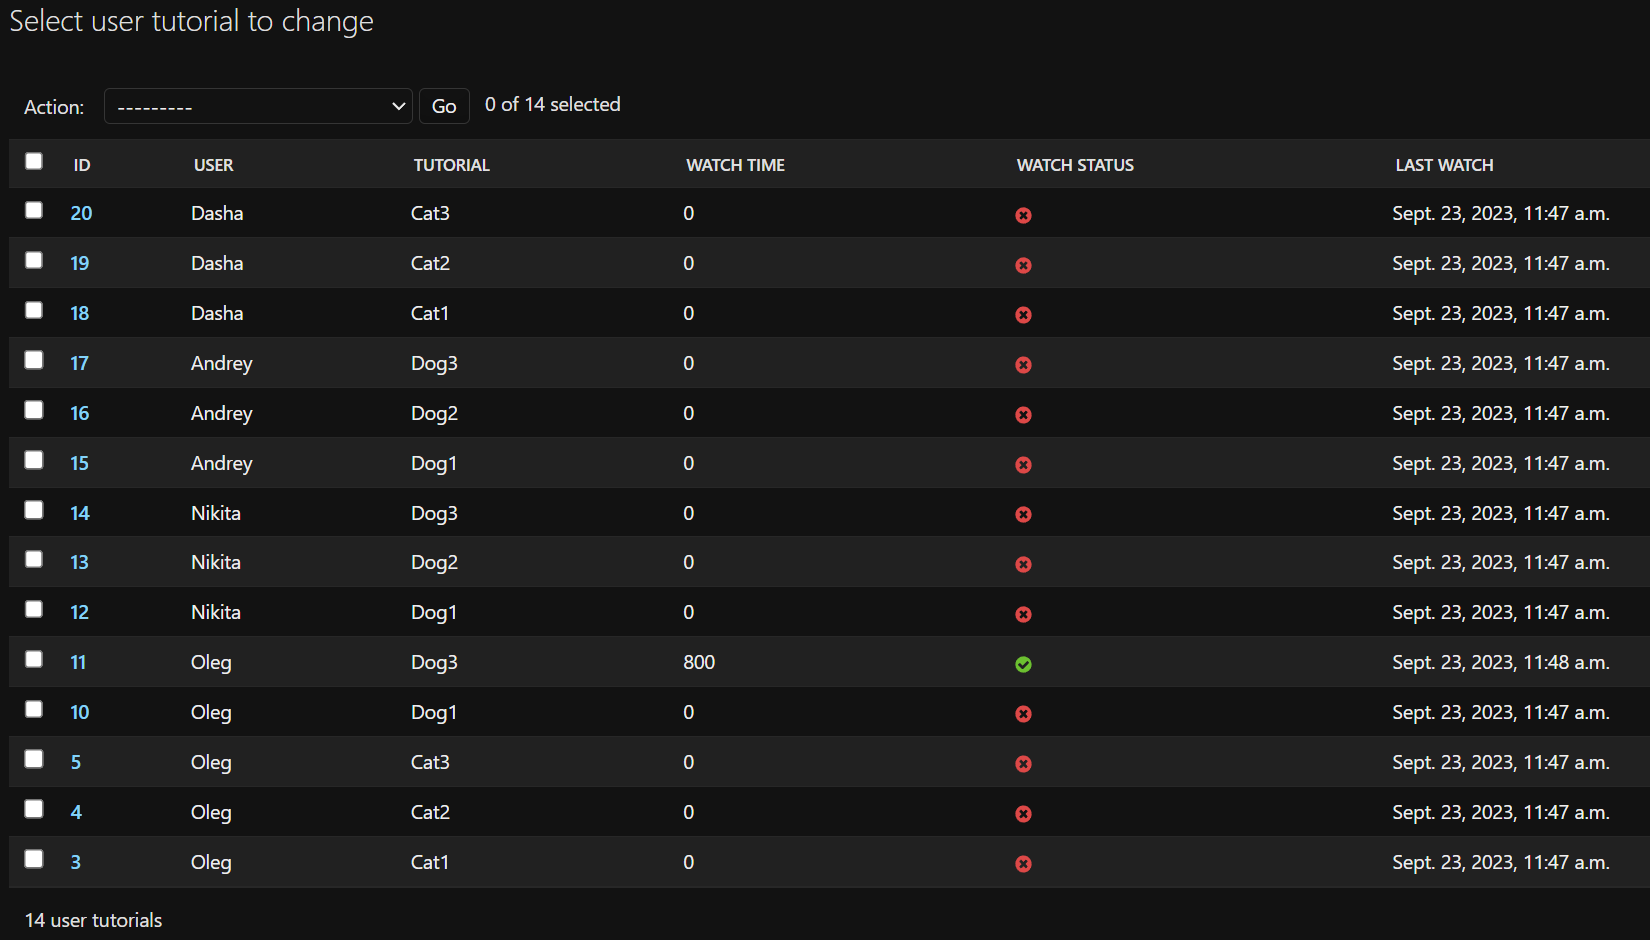 Select user tutorial to change
Action: --------- Go 0 of 14 selected
ID USER TUTORIAL WATCH TIME WATCH STATUS LAST WATCH
20 Dasha Cat3 0 Sept. 23, 2023, 11:47 a.m.
19 Dasha Cat2 0 Sept. 23, 2023, 11:47 a.m.
18 Dasha Cat1 0 Sept. 23, 2023, 11:47 a.m.
17 Andrey Dog3 0 Sept. 23, 2023, 11:47 a.m.
16 Andrey Dog2 0 Sept. 23, 2023, 11:47 a.m.
15 Andrey Dog1 0 Sept. 23, 2023, 11:47 a.m.
14 Nikita Dog3 0 Sept. 23, 2023, 11:47 a.m.
13 Nikita Dog2 0 Sept. 23, 2023, 11:47 a.m.
12 Nikita Dog1 0 Sept. 23, 2023, 11:47 a.m.
11 Oleg Dog3 800 Sept. 23, 2023, 11:48 a.m.
10 Oleg Dog1 0 Sept. 23, 2023, 11:47 a.m.
5 Oleg Cat3 0 Sept. 23, 2023, 11:47 a.m.
4 Oleg Cat2 0 Sept. 23, 2023, 11:47 a.m.
3 Oleg Cat1 0 Sept. 23, 2023, 11:47 a.m.
14 user tutorials